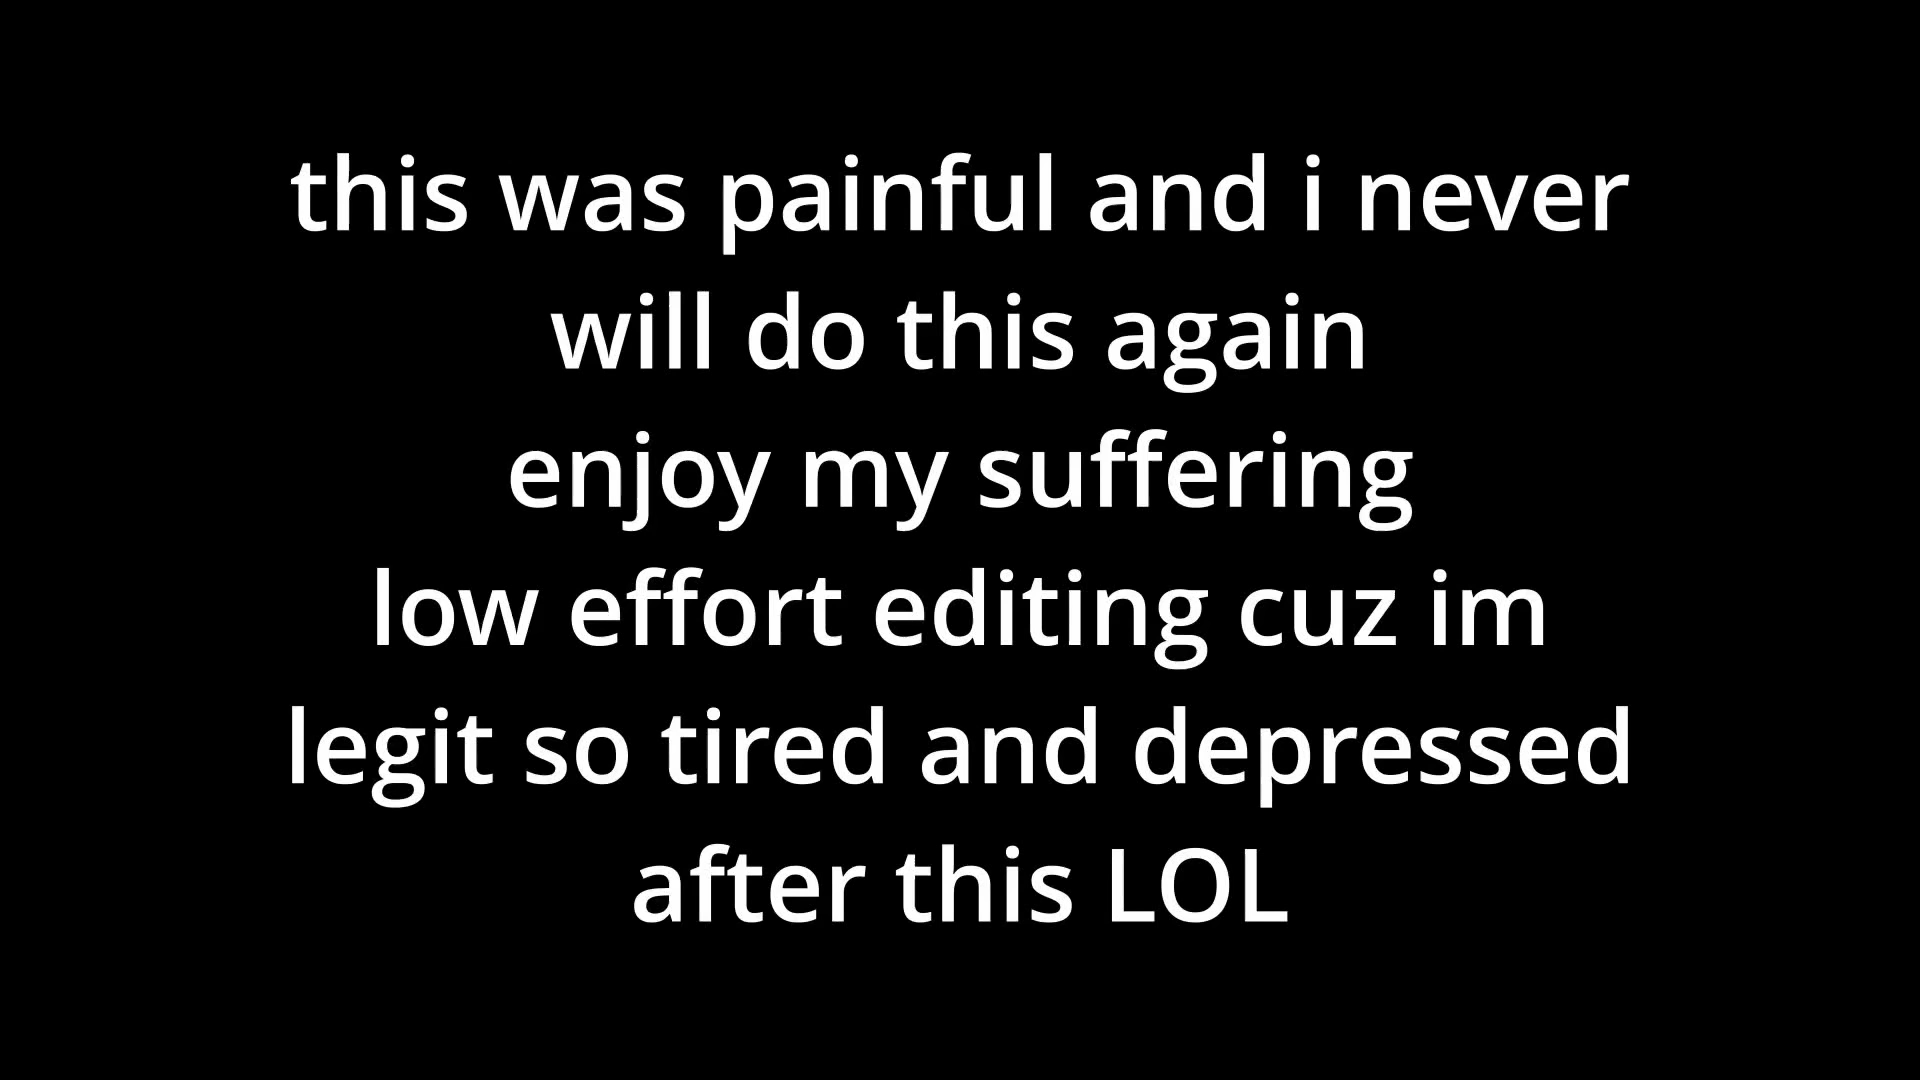 this was painful and i never
will do this again
enjoy my suffering
low effort editing cuz im
legit so tired and depressed
after this LOL